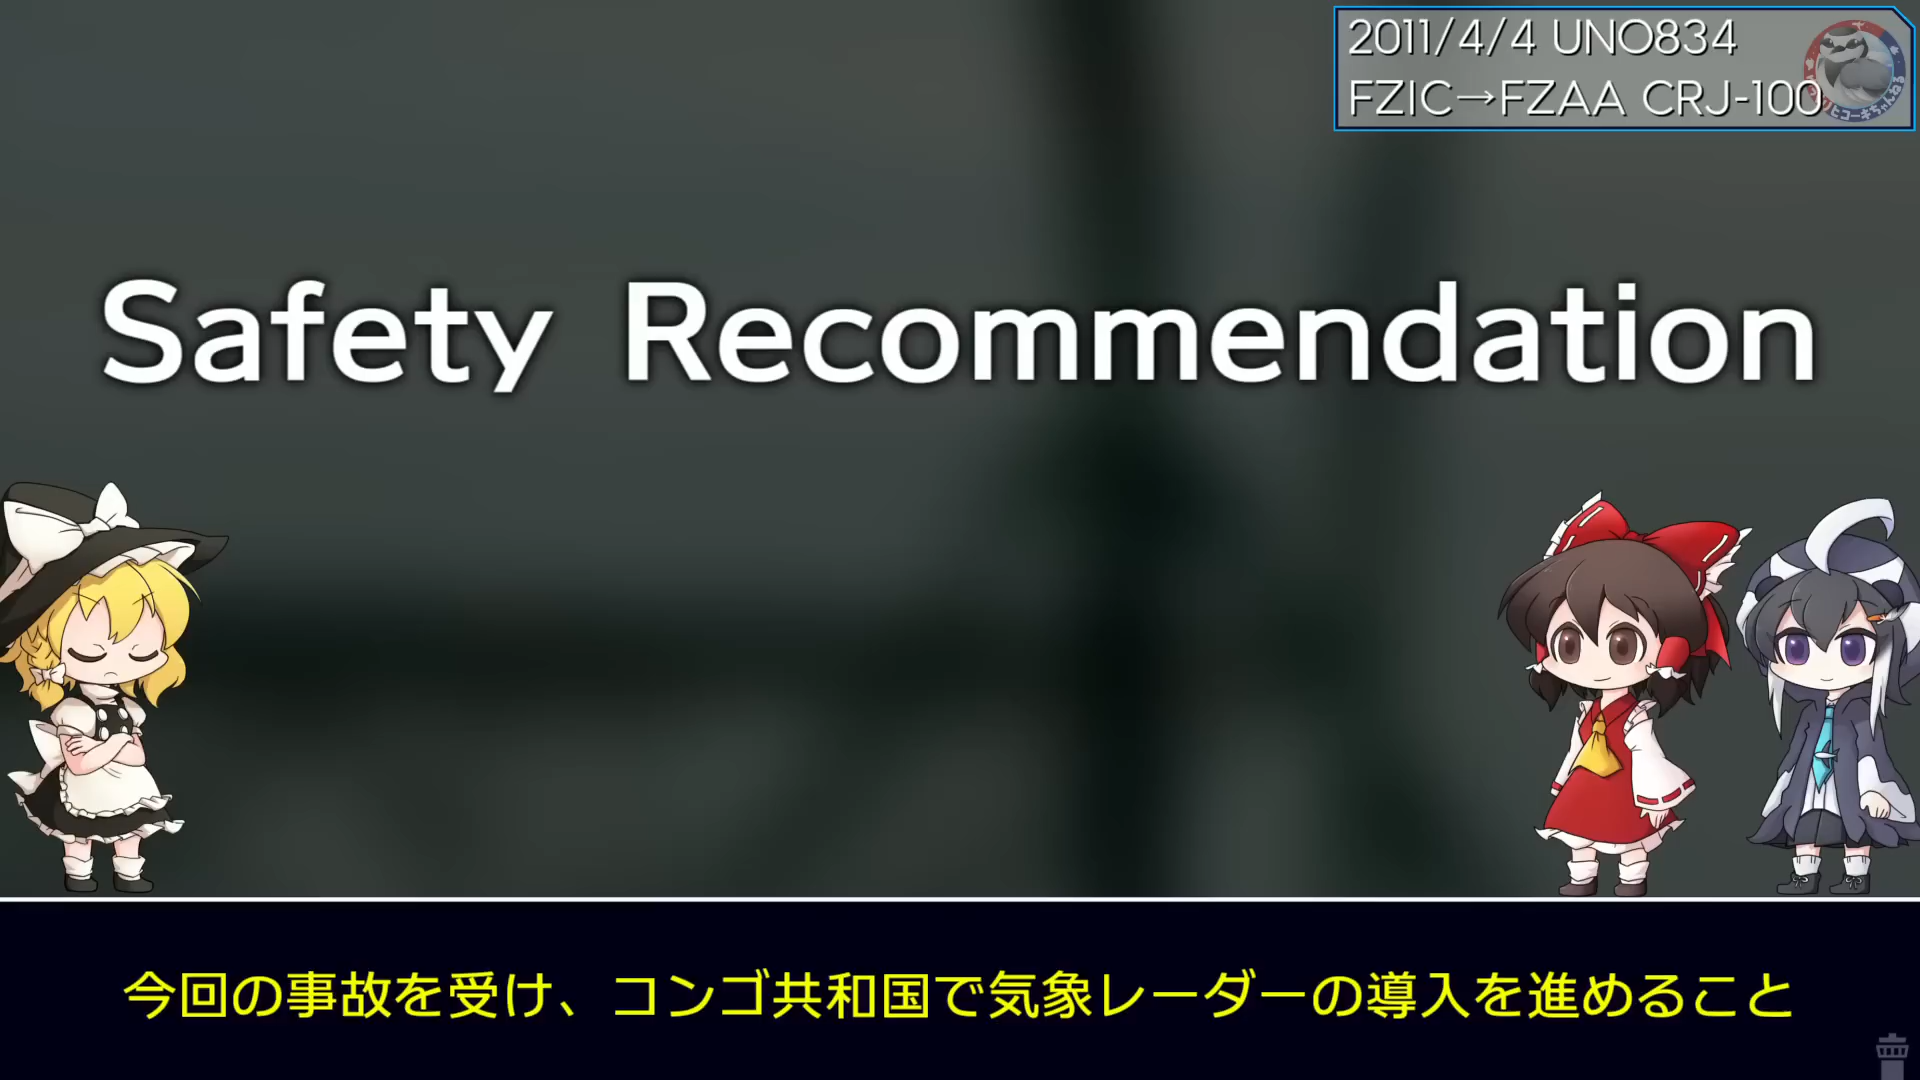 2011/4/4 UNO834
FZIC→FZAA CRJ-100
Safety Recommendation
今回の事故を受け、コンゴ共和国で気象レーダーの導入を進めること